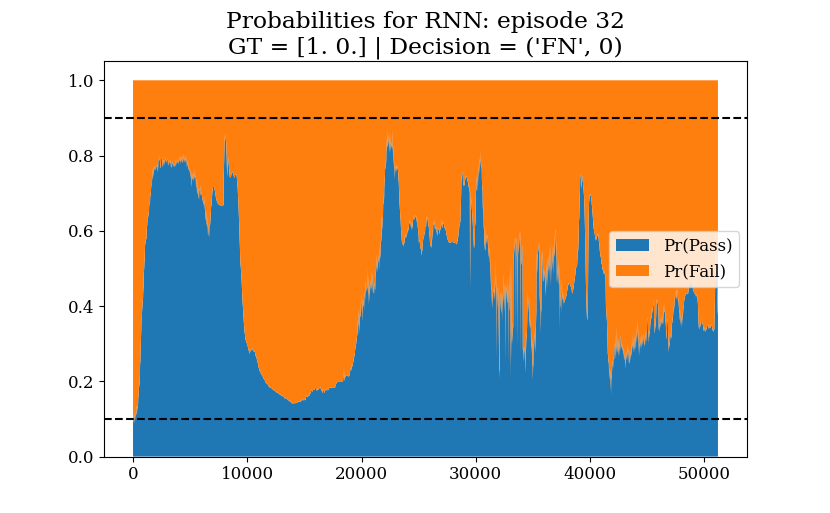 Probabilities for RNN: episode 32
GT = [1. 0.] | Decision = ('FN', 0)
1.0
0.8
0.6
0.4
0.2
0.0
Pr(Pass)
Pr(Fail)
0 10000 20000 30000 40000 50000